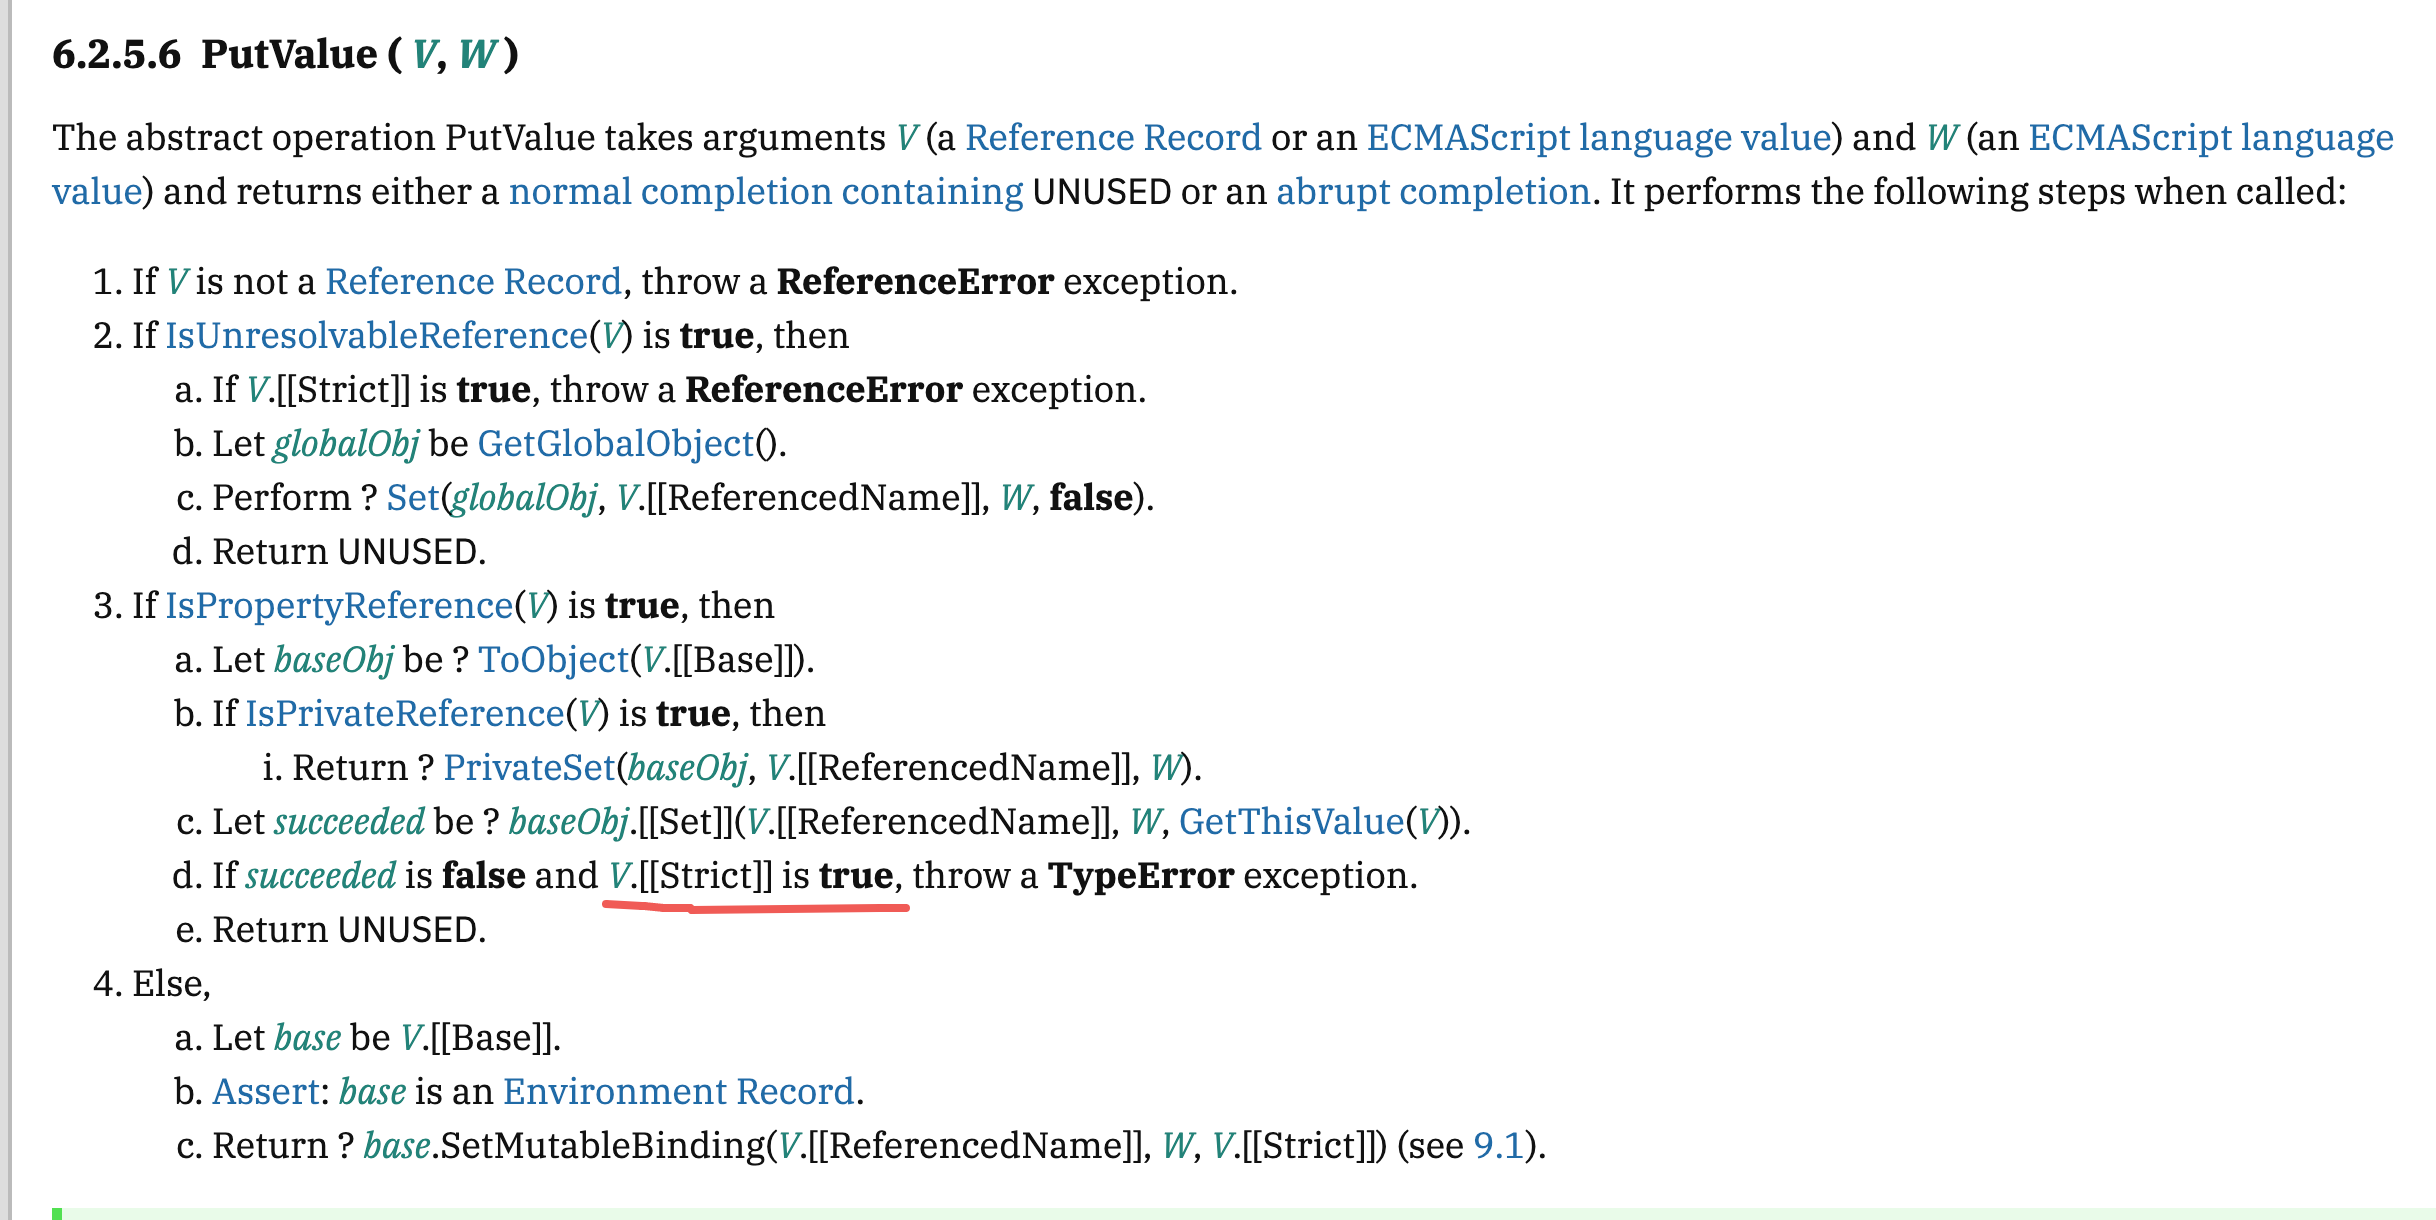 6.2.5.6 PutValue ( V, W )
The abstract operation PutValue takes arguments V (a Reference Record or an ECMAScript language value) and W (an ECMAScript language
value) and returns either a normal completion containing UNUSED or an abrupt completion. It performs the following steps when called:
1. If V is not a Reference Record, throw a ReferenceError exception.
2. If IsUnresolvableReference(V) is true, then
a. If V.[[Strict]] is true, throw a ReferenceError exception.
b. Let globalObj be GetGlobalObject().
c. Perform ? Set(globalObj, V.[[ReferencedName]], W, false).
d. Return UNUSED.
3. If IsPropertyReference(V) is true, then
a. Let baseObj be ? ToObject(V.[[Base]]).
b. If IsPrivateReference(V) is true, then
i. Return ? PrivateSet(baseObj, V.[[ReferencedName]], W).
c. Let succeeded be ? baseObj.[[Set]](V.[[ReferencedName]], W, GetThisValue(V)).
d. If succeeded is false and V.[[Strict]] is true, throw a TypeError exception.
e. Return UNUSED.
4. Else,
a. Let base be V.[[Base]].
b. Assert: base is an Environment Record.
c. Return ? base.SetMutableBinding(V.[[ReferencedName]], W, V.[[Strict]]) (see 9.1).